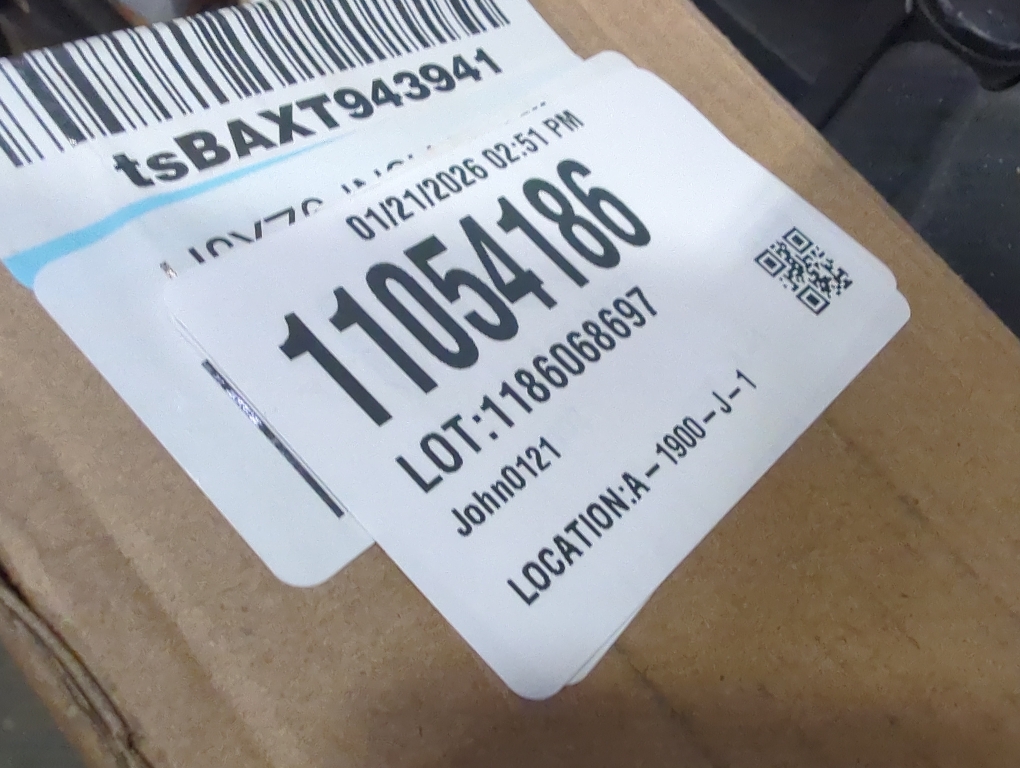 tsBAXT943941
01/21/2026 02:51 PM
11054186
LOT:1186068697
John0121
LOCATION:A-1900-J-1